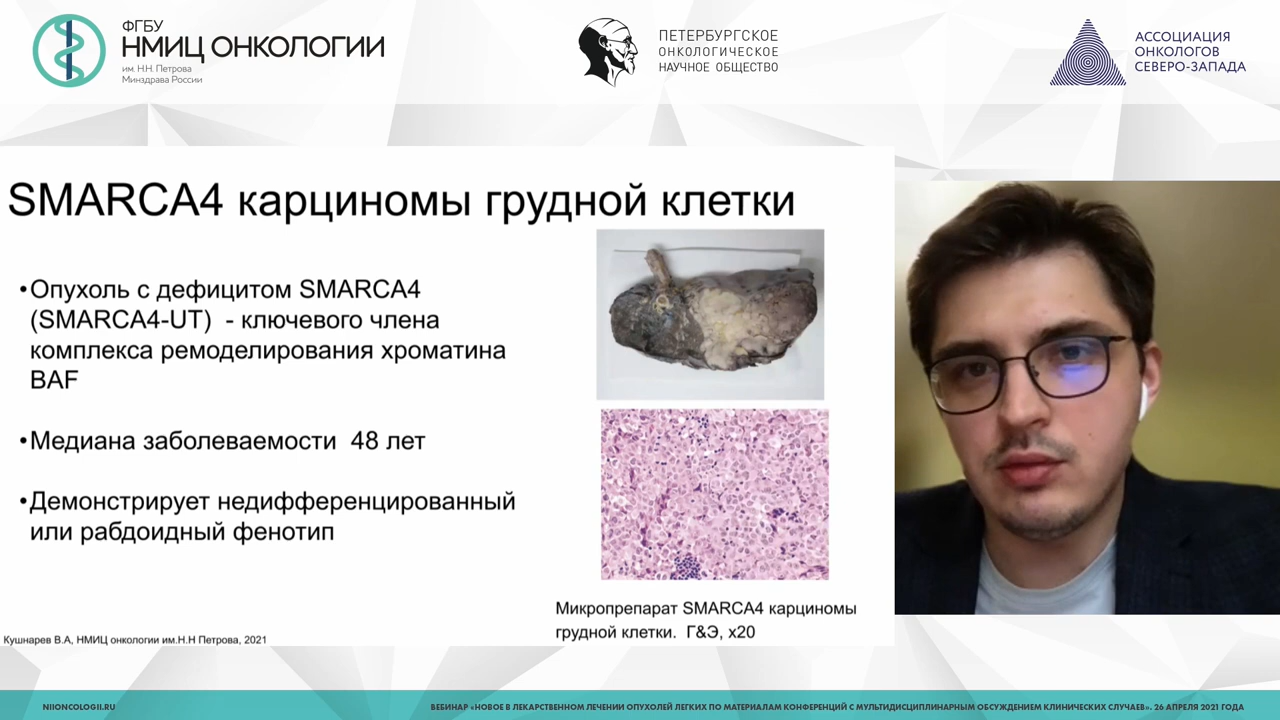 ФГБУ
НМИЦ ОНКОЛОГИИ
им. Н.Н. Петрова
Минздрава России
ПЕТЕРБУРГСКОЕ
ОНКОЛОГИЧЕСКОЕ
НАУЧНОЕ ОБЩЕСТВО
АССОЦИАЦИЯ
ОНКОЛОГОВ
СЕВЕРО-ЗАПАДА
SMARCA4 карциномы грудной клетки
•Опухоль с дефицитом SMARCA4
(SMARCA4-UT) - ключевого члена
комплекса ремоделирования хроматина
BAF
•Медиана заболеваемости 48 лет
•Демонстрирует недифференцированный
или рабдоидный фенотип
Микропрепарат SMARCA4 карциномы
грудной клетки. Г&Э, х20
Кушнарев В.А, НМИЦ онкологии им.Н.Н Петрова, 2021
NIIONCOLOGII.RU
ВЕБИНАР «НОВОЕ В ЛЕКАРСТВЕННОМ ЛЕЧЕНИИ ОПУХОЛЕЙ ЛЕГКИХ ПО МАТЕРИАЛАМ КОНФЕРЕНЦИЙ С МУЛЬТИДИСЦИПЛИНАРНЫМ ОБСУЖДЕНИЕМ КЛИНИЧЕСКИХ СЛУЧАЕВ». 26 АПРЕЛЯ 2021 ГОДА